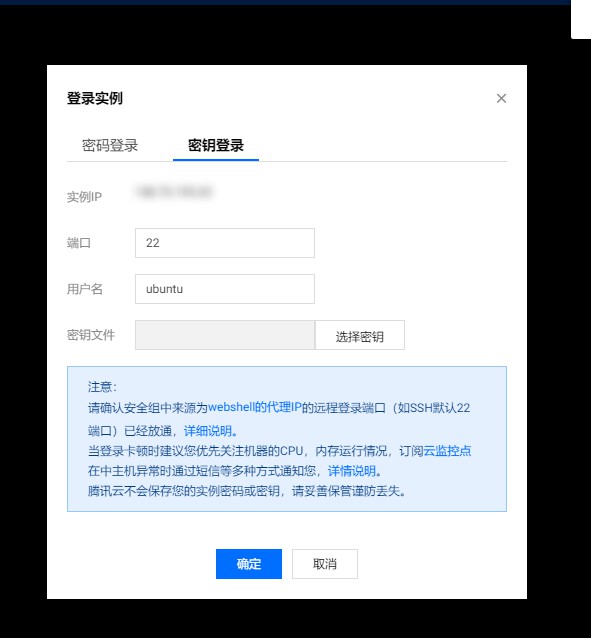 登录实例
密码登录 密钥登录
实例IP
端口 22
用户名 ubuntu
密钥文件 选择密钥
注意：
请确认安全组中来源为webshell的代理IP的远程登录端口（如SSH默认22
端口）已经放通，详细说明。
当登录卡顿时建议您优先关注机器的CPU，内存运行情况，订阅云监控点
在中主机异常时通过短信等多种方式通知您，详情说明。
腾讯云不会保存您的实例密码或密钥，请妥善保管谨防丢失。
确定 取消